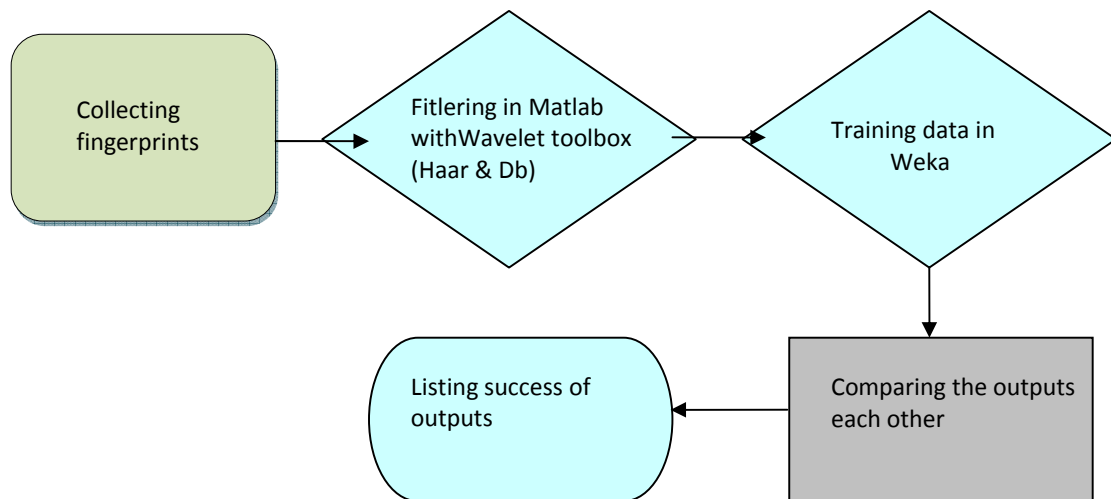 Collecting
fingerprints
Fitlering in Matlab
withWavelet toolbox
(Haar & Db)
Training data in
Weka
Comparing the outputs
each other
Listing success of
outputs